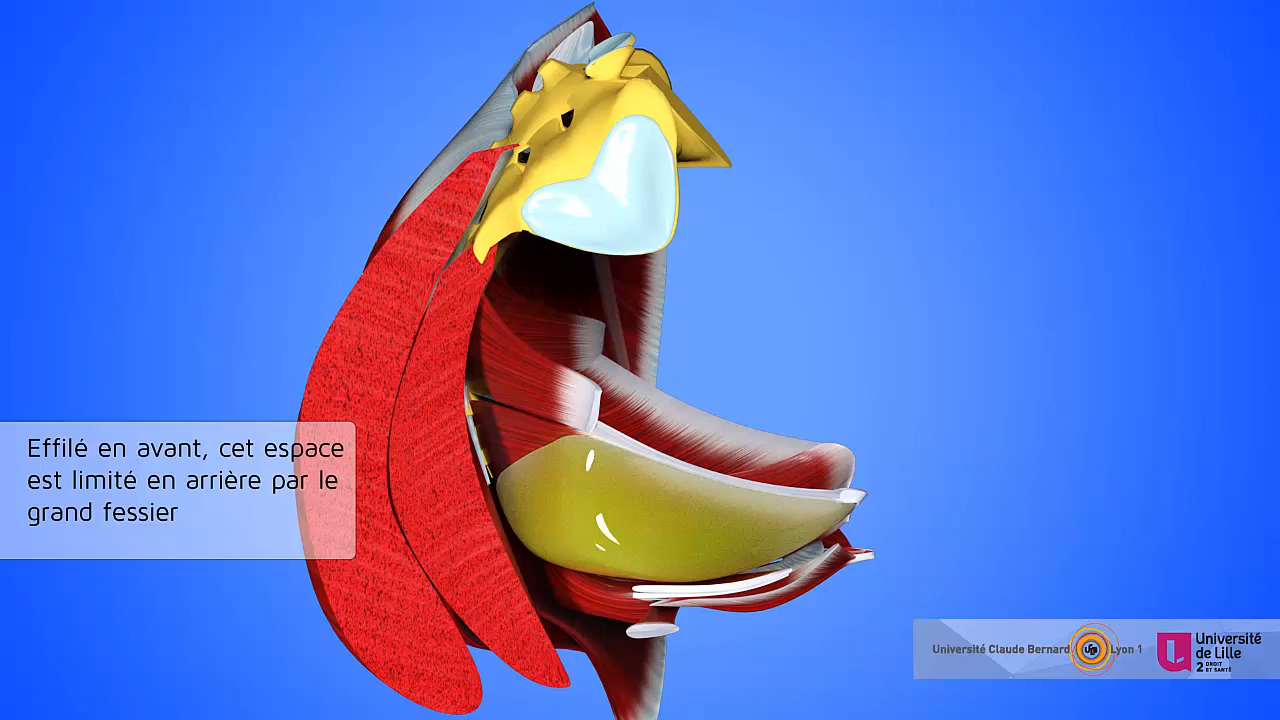 Effilé en avant, cet espace
est limité en arrière par le
grand fessier
Université Claude Bernard Lyon 1
Université
de Lille
2 DROIT
ET SANTÉ